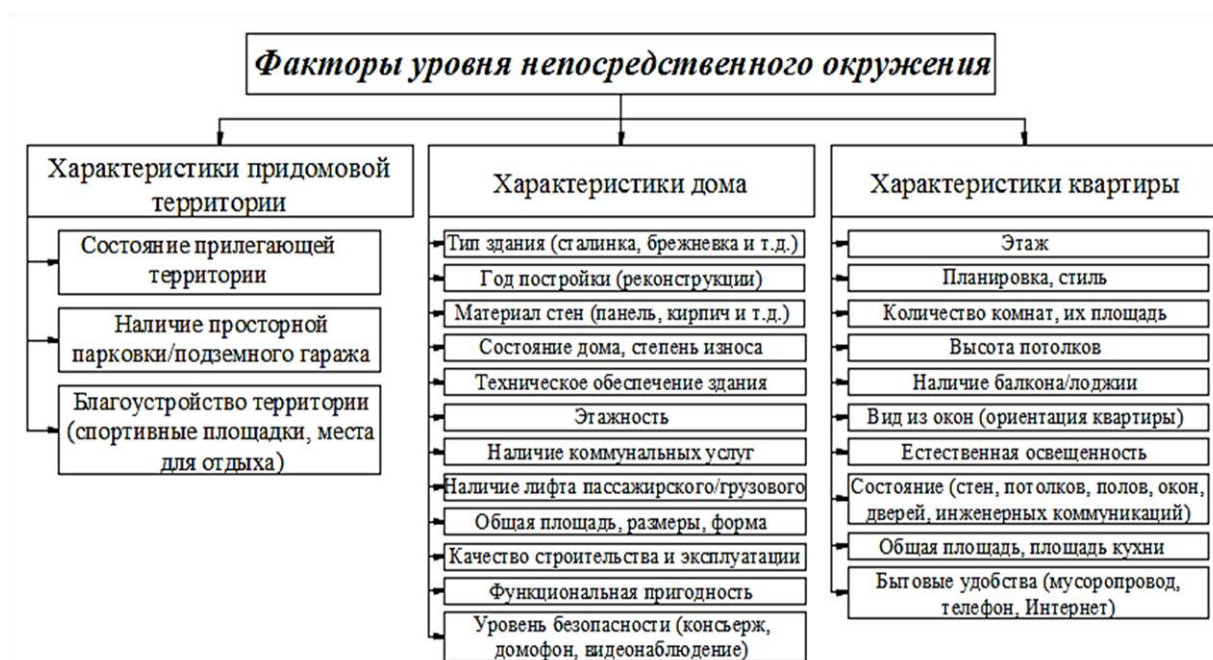 Факторы уровня непосредственного окружения
Характеристики придомовой
территории
Состояние прилегающей
территории
Наличие просторной
парковки/подземного гаража
Благоустройство территории
(спортивные площадки, места
для отдыха)
Характеристики дома
Тип здания (сталинка, брежневка и т.д.)
Год постройки (реконструкции)
Материал стен (панель, кирпич и т.д.)
Состояние дома, степень износа
Техническое обеспечение здания
Этажность
Наличие коммунальных услуг
Наличие лифта пассажирского/грузового
Общая площадь, размеры, форма
Качество строительства и эксплуатации
Функциональная пригодность
Уровень безопасности (консьерж,
домофон, видеонаблюдение)
Характеристики квартиры
Этаж
Планировка, стиль
Количество комнат, их площадь
Высота потолков
Наличие балкона/лоджии
Вид из окон (ориентация квартиры)
Естественная освещенность
Состояние (стен, потолков, полов, окон,
дверей, инженерных коммуникаций)
Общая площадь, площадь кухни
Бытовые удобства (мусоропровод,
телефон, Интернет)